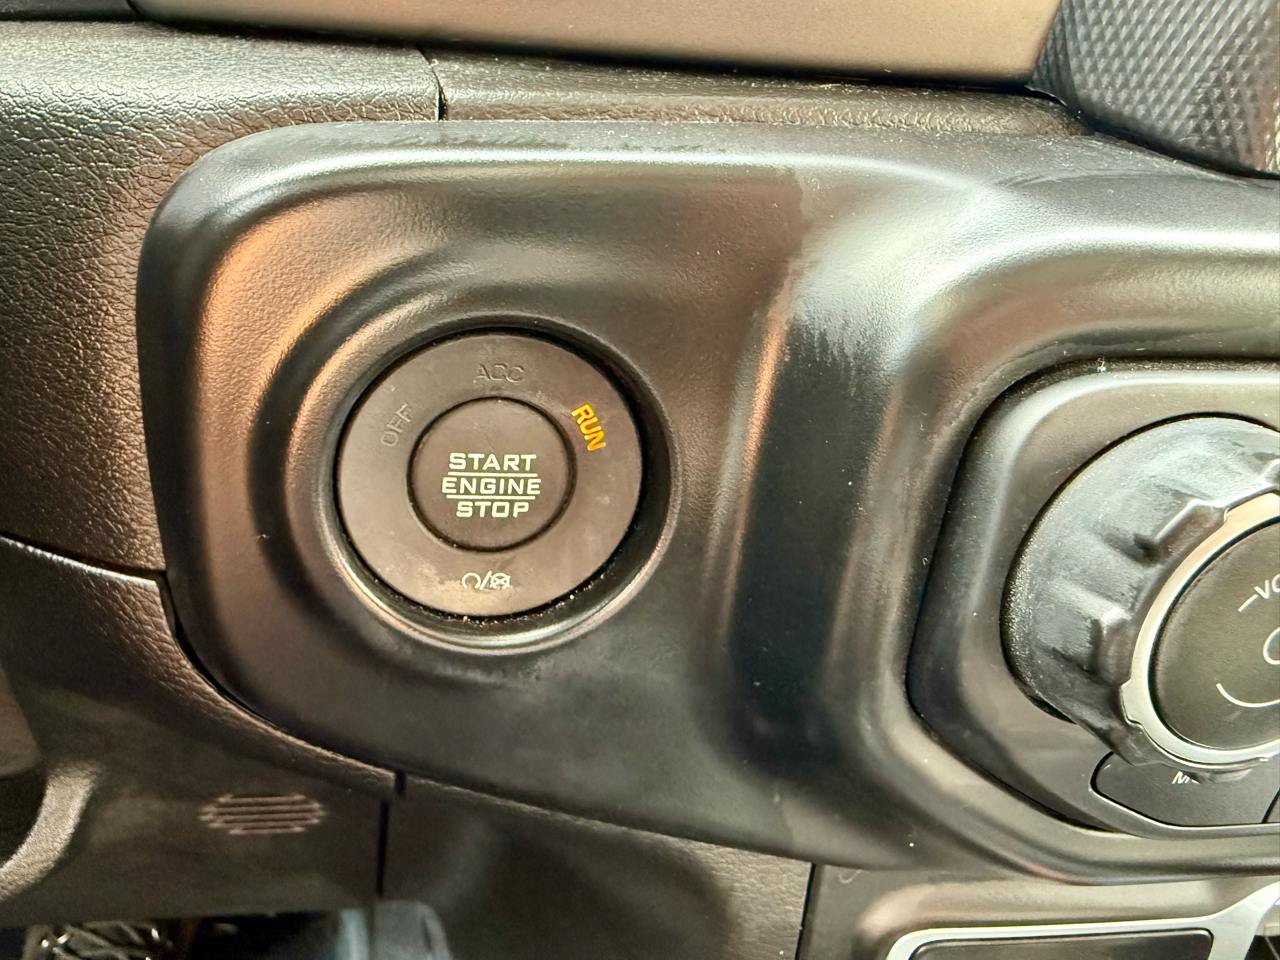 ACC
OFF
RUN
START
ENGINE
STOP